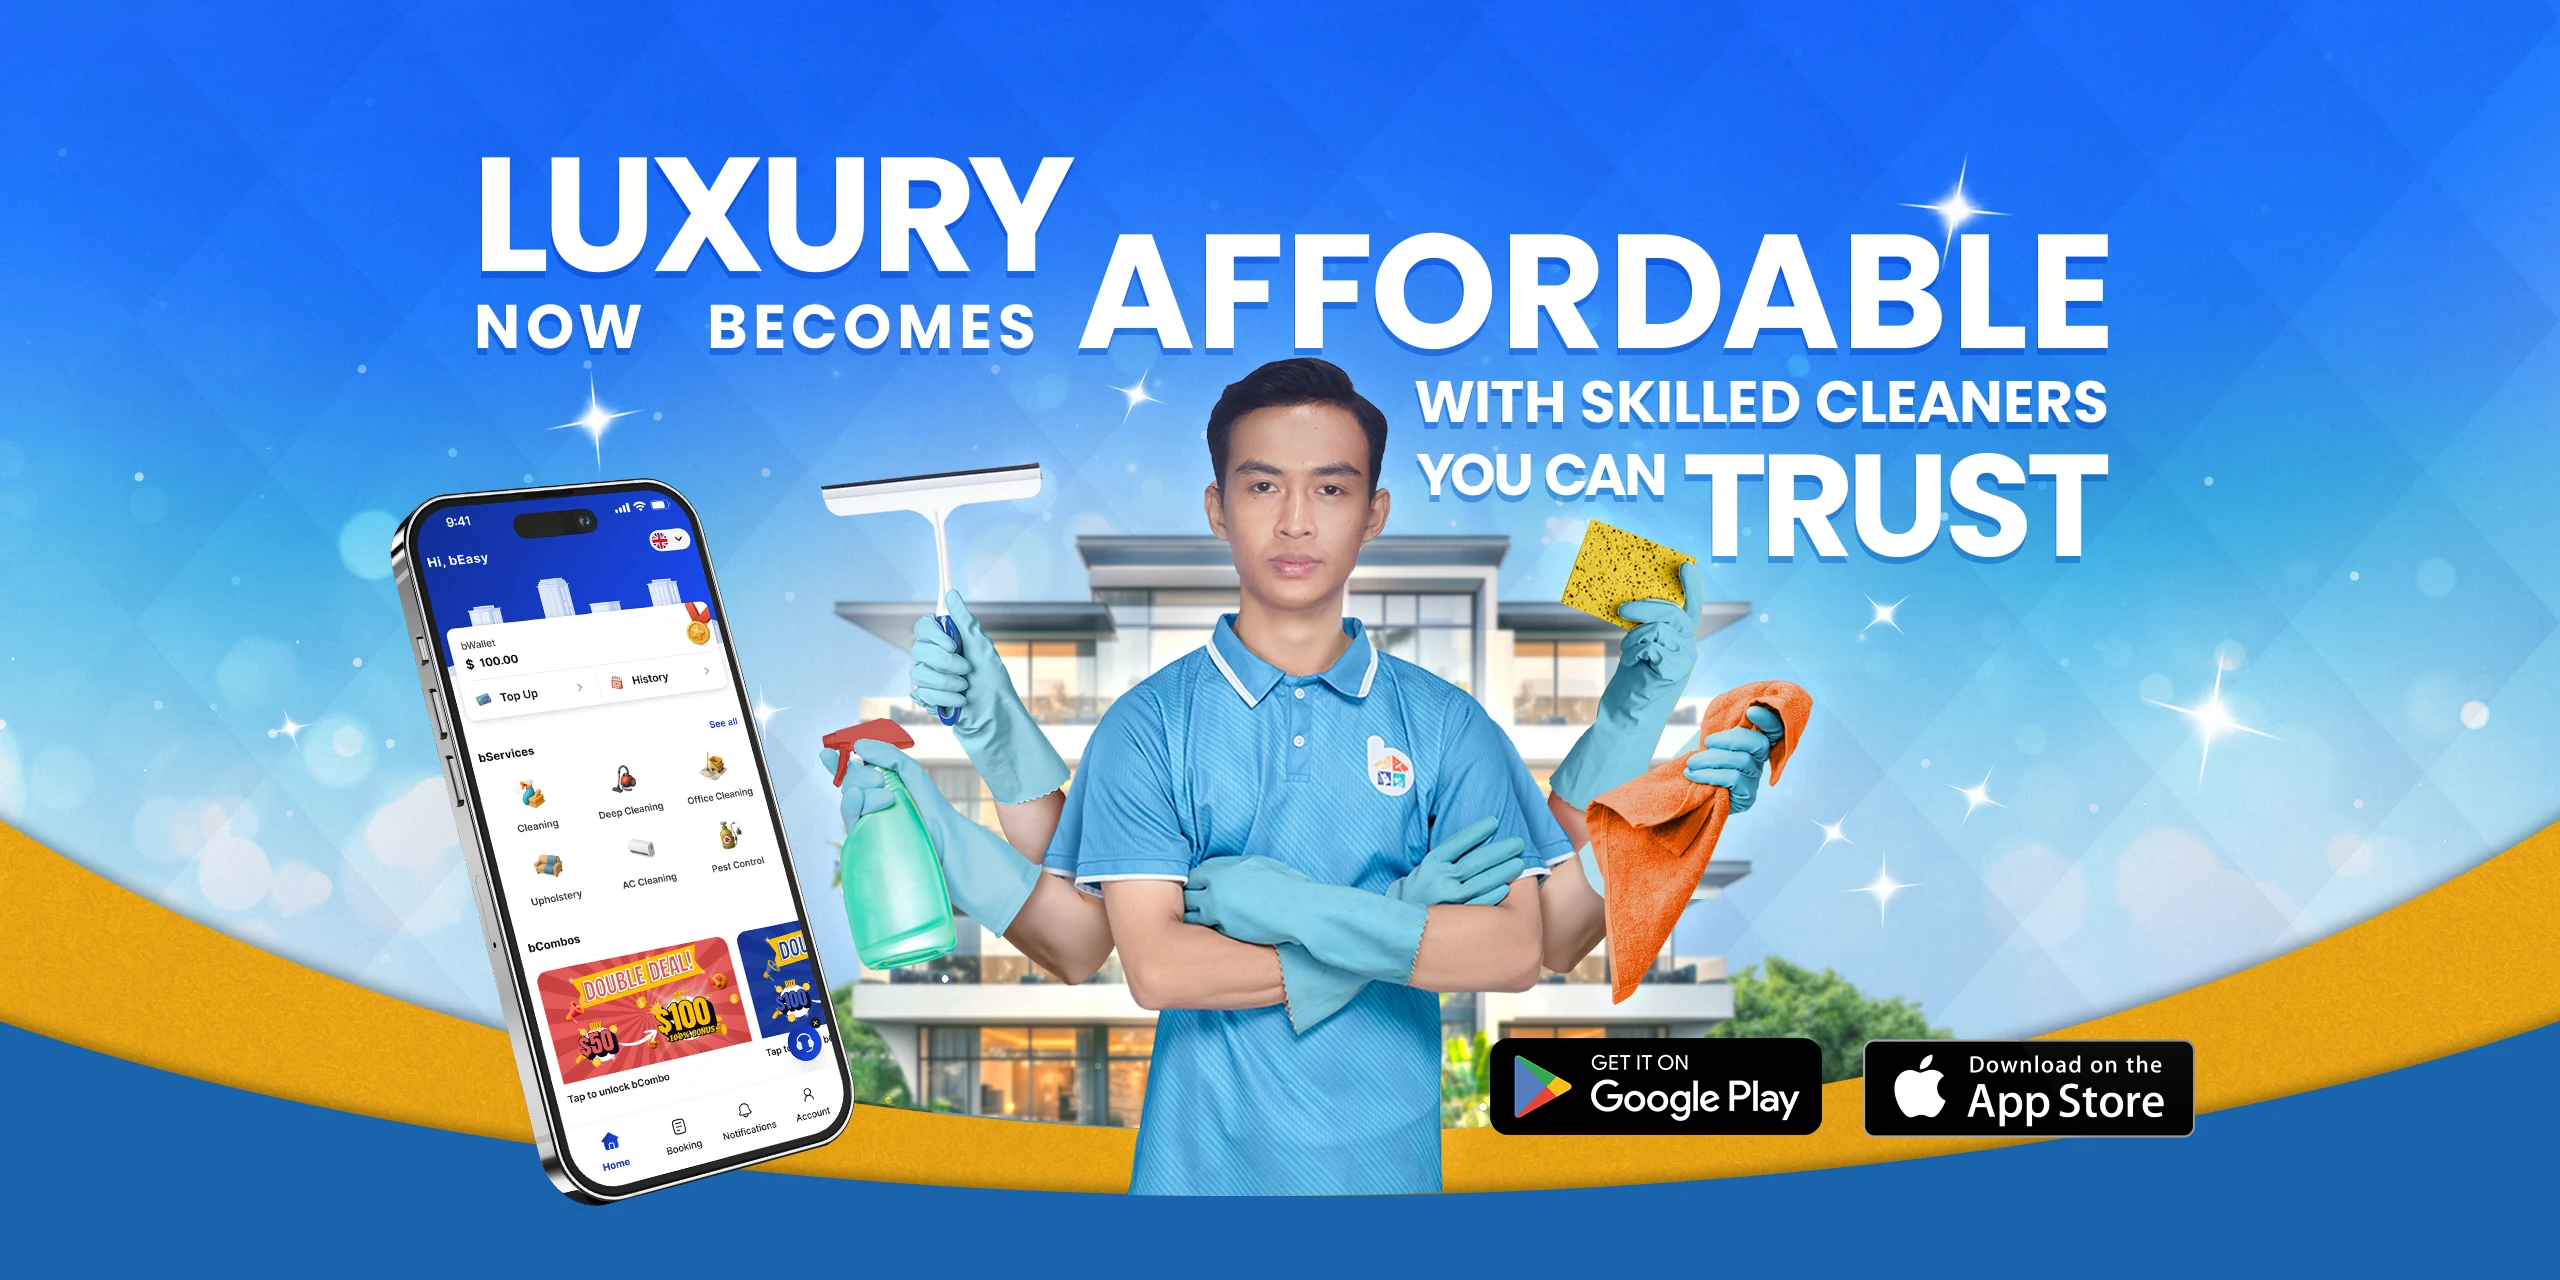 LUXURY
NOW BECOMES AFFORDABLE
WITH SKILLED CLEANERS
YOU CAN TRUST
9:41
Hi, bEasy
bWallet
$ 100.00
Top Up
History
See all
bServices
Cleaning
Deep Cleaning
Office Cleaning
Upholstery
AC Cleaning
Pest Control
bCombos
DOUBLE DEAL!
BUY
$50
$100
100% BONUS
DOU
BUY
$100
Tap to unlock bCombo
Tap to
Home
Booking
Notifications
Account
b
GET IT ON
Google Play
Download on the
App Store